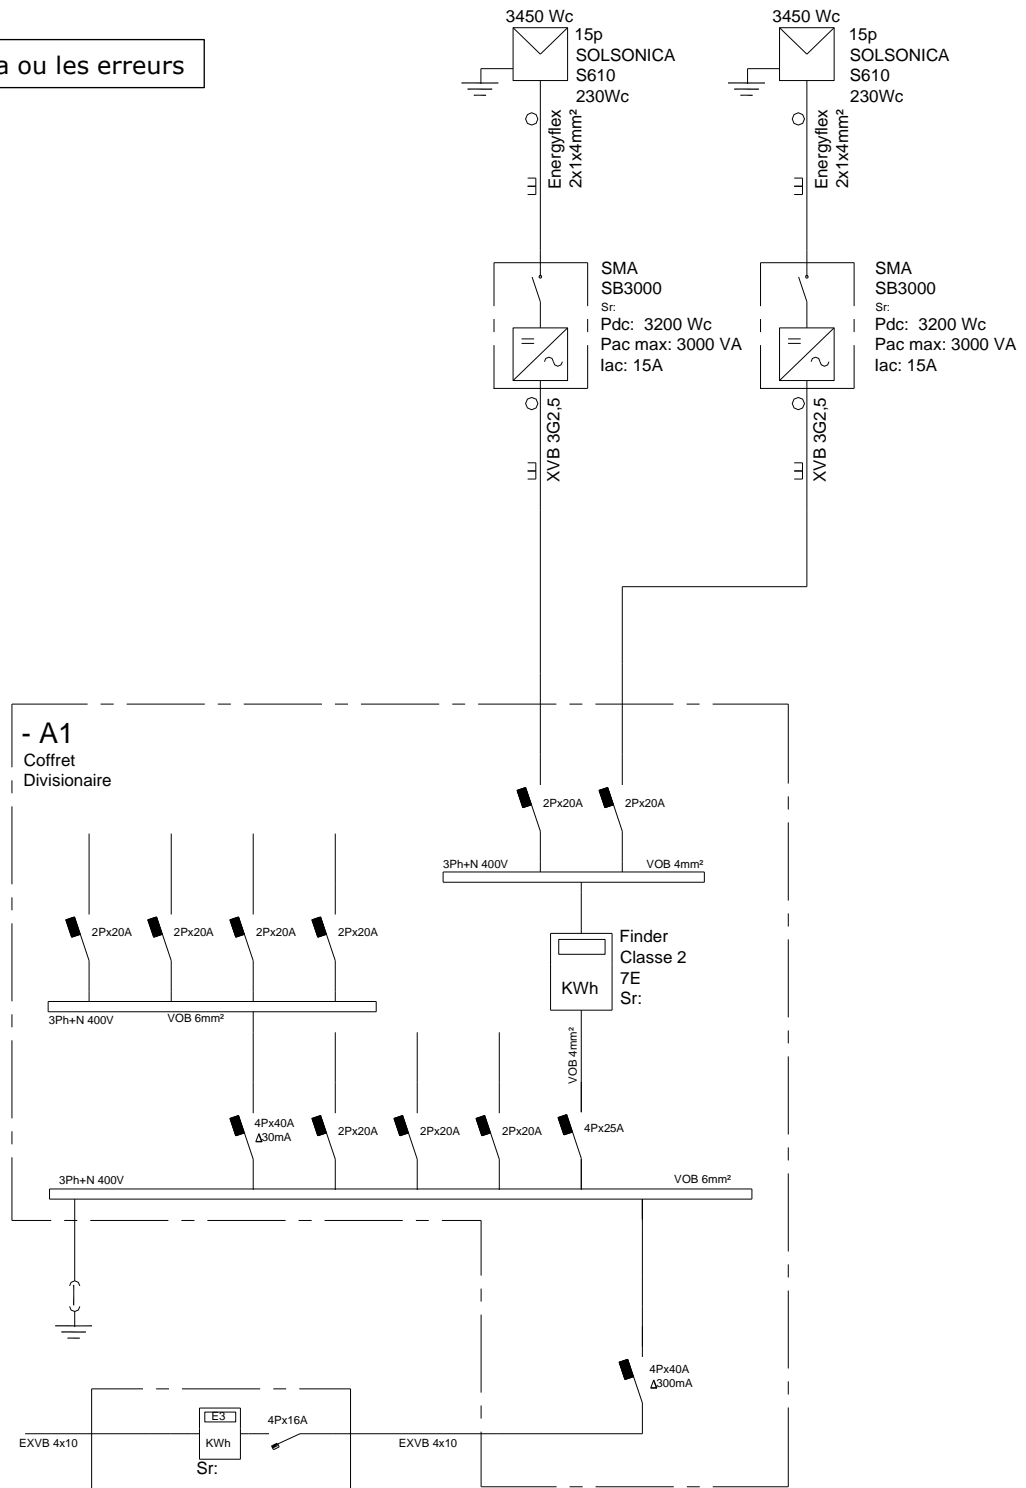 a ou les erreurs
3450 Wc
15p
SOLSONICA
S610
230Wc
3450 Wc
15p
SOLSONICA
S610
230Wc
Energyflex
2x1x4mm²
Energyflex
2x1x4mm²
SMA
SB3000
Sr:
Pdc: 3200 Wc
Pac max: 3000 VA
Iac: 15A
SMA
SB3000
Sr:
Pdc: 3200 Wc
Pac max: 3000 VA
Iac: 15A
XVB 3G2,5
XVB 3G2,5
- A1
Coffret
Divisionaire
2Px20A
2Px20A
3Ph+N 400V
VOB 4mm²
2Px20A
2Px20A
2Px20A
2Px20A
Finder
Classe 2
7E
Sr:
KWh
3Ph+N 400V
VOB 6mm²
VOB 4mm²
4Px40A
Δ30mA
2Px20A
2Px20A
2Px20A
4Px25A
3Ph+N 400V
VOB 6mm²
4Px40A
Δ300mA
E3
4Px16A
EXVB 4x10
KWh
EXVB 4x10
Sr: